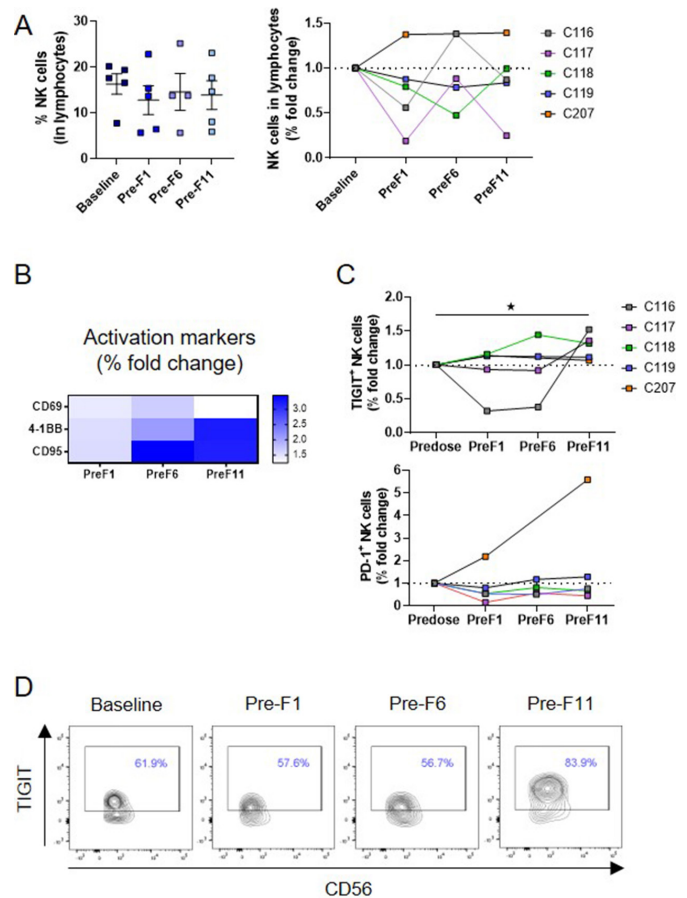 A
% NK cells
(in lymphocytes)
30
20
10
0
Baseline
Pre-F1
Pre-F6
Pre-F11
NK cells in lymphocytes
(% fold change)
1.5
1.0
0.5
0.0
Baseline
PreF1
PreF6
PreF11
C116
C117
C118
C119
C207
B
Activation markers
(% fold change)
CD69
4-1BB
CD95
PreF1 PreF6 PreF11
3.0
2.5
2.0
1.5
C
TIGIT+ NK cells
(% fold change)
2.0
1.5
1.0
0.5
0.0
★
Predose PreF1 PreF6 PreF11
C116
C117
C118
C119
C207
PD-1+ NK cells
(% fold change)
6
5
4
3
2
1
0
Predose PreF1 PreF6 PreF11
D
Baseline Pre-F1 Pre-F6 Pre-F11
TIGIT
61.9% 57.6% 56.7% 83.9%
CD56